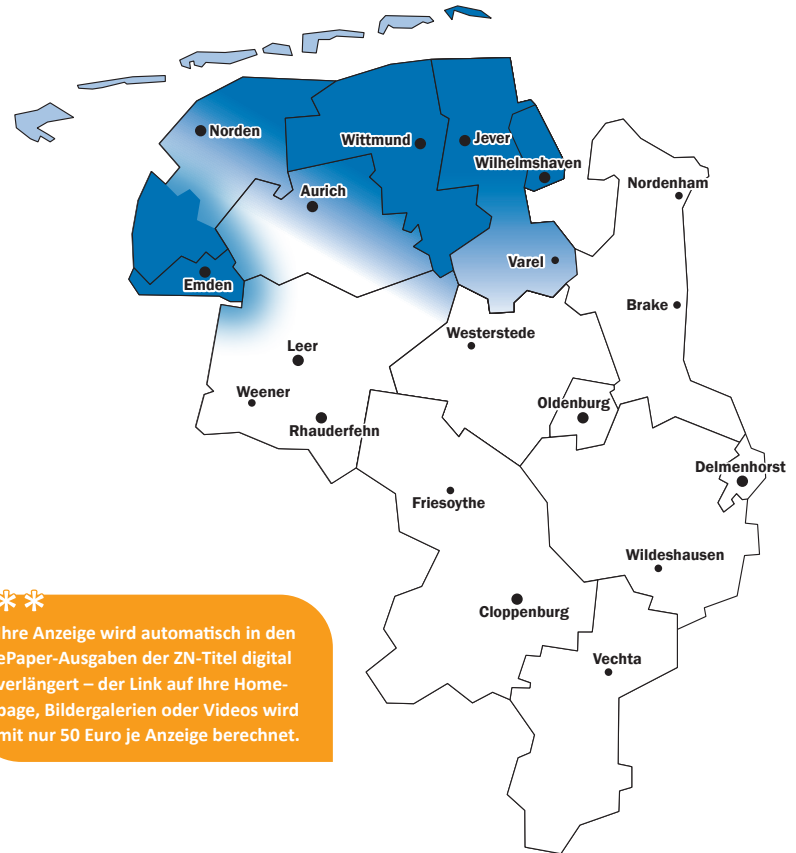 Norden
Wittmund
Jever
Wilhelmshaven
Nordenham
Aurich
Varel
Emden
Brake
Westerstede
Leer
Weener
Oldenburg
Rhauderfehn
Delmenhorst
Friesoythe
Wildeshausen
Cloppenburg
Vechta
**
Ihre Anzeige wird automatisch in den
ePaper-Ausgaben der ZN-Titel digital
verlängert – der Link auf Ihre Home-
page, Bildergalerien oder Videos wird
mit nur 50 Euro je Anzeige berechnet.